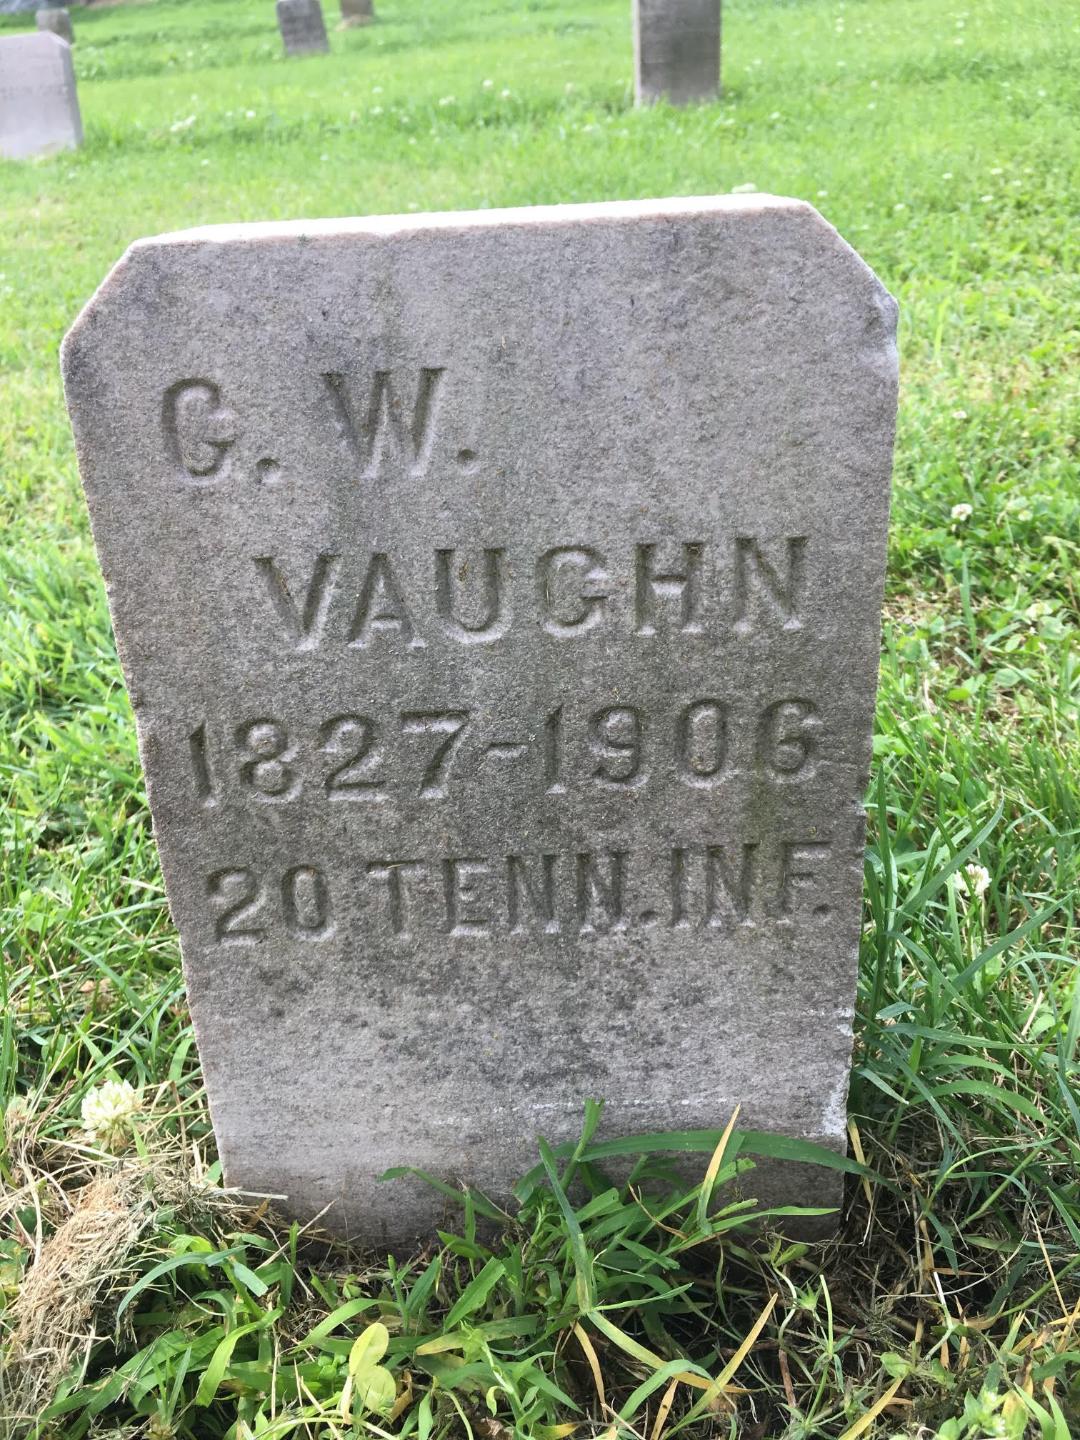 G. W.
VAUGHN
1827-1906
20 TENN. INF.